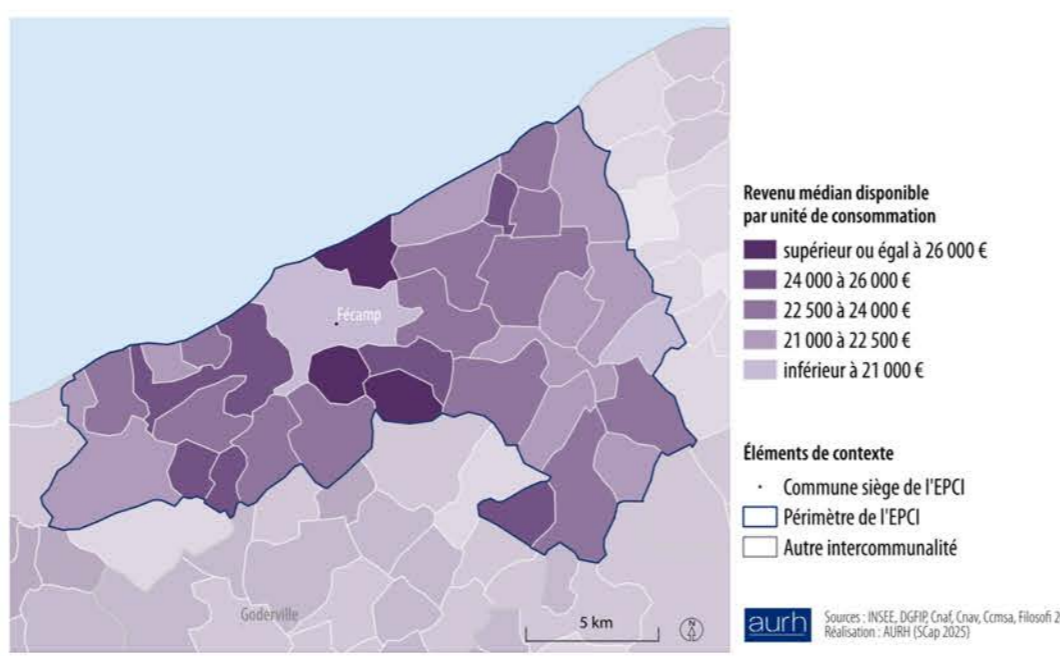 Fécamp
Goderville
5 km
N
Revenu médian disponible
par unité de consommation
supérieur ou égal à 26 000 €
24 000 à 26 000 €
22 500 à 24 000 €
21 000 à 22 500 €
inférieur à 21 000 €
Éléments de contexte
Commune siège de l'EPCI
Périmètre de l'EPCI
Autre intercommunalité
aurh
Sources : INSEE, DGFIP, Cnaf, Cnav, Ccmsa, Filosofi 2
Réalisation : AURH (SCap 2025)